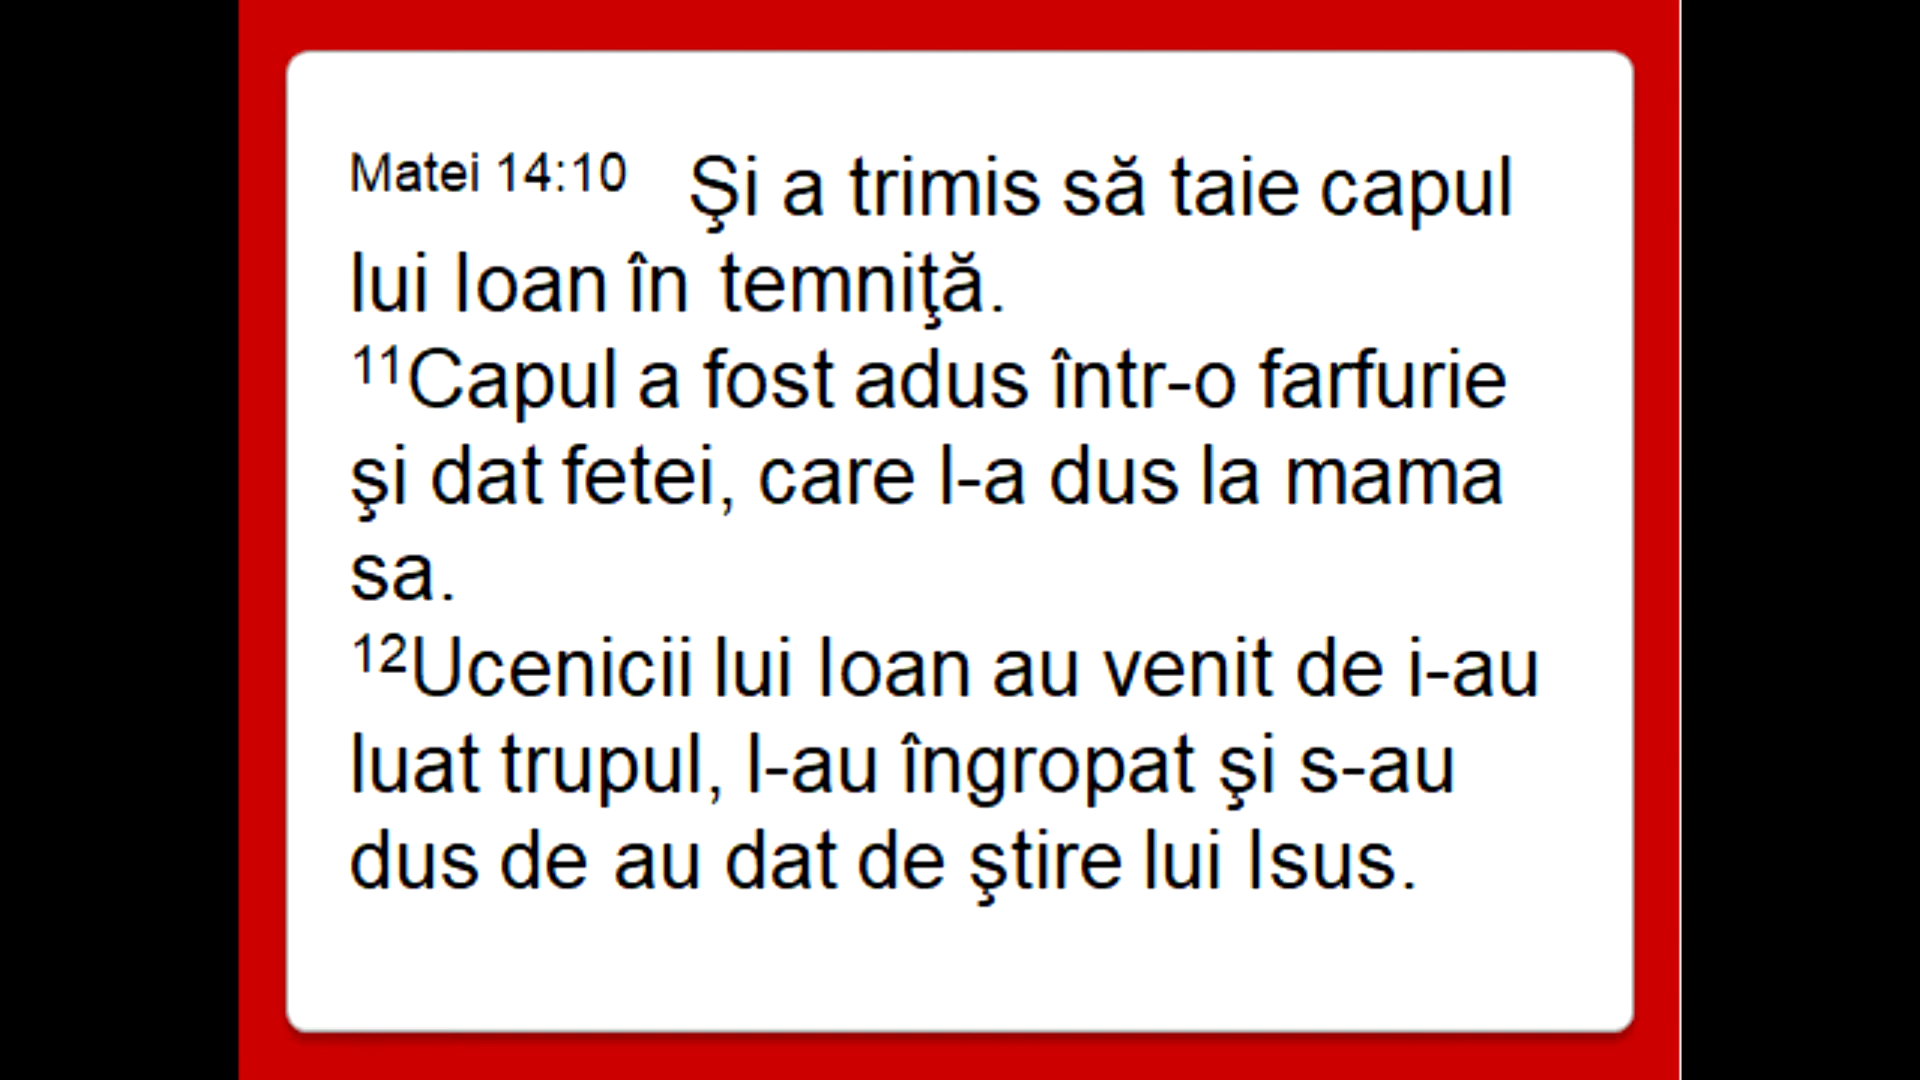 Matei 14:10 Şi a trimis să taie capul
lui Ioan în temniţă.
11Capul a fost adus într-o farfurie
şi dat fetei, care l-a dus la mama
sa.
12Ucenicii lui Ioan au venit de i-au
luat trupul, l-au îngropat şi s-au
dus de au dat de ştire lui Isus.